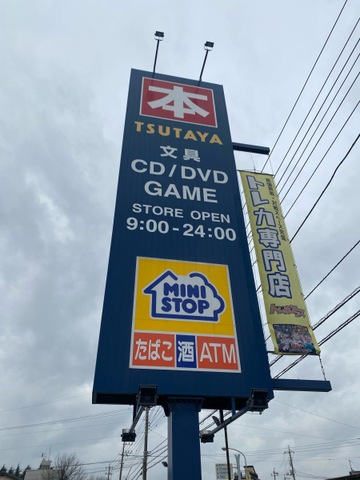 本
TSUTAYA
文具
CD/DVD
GAME
STORE OPEN
9:00-24:00
MINI
STOP
たばこ 酒 ATM
トレカ専門店